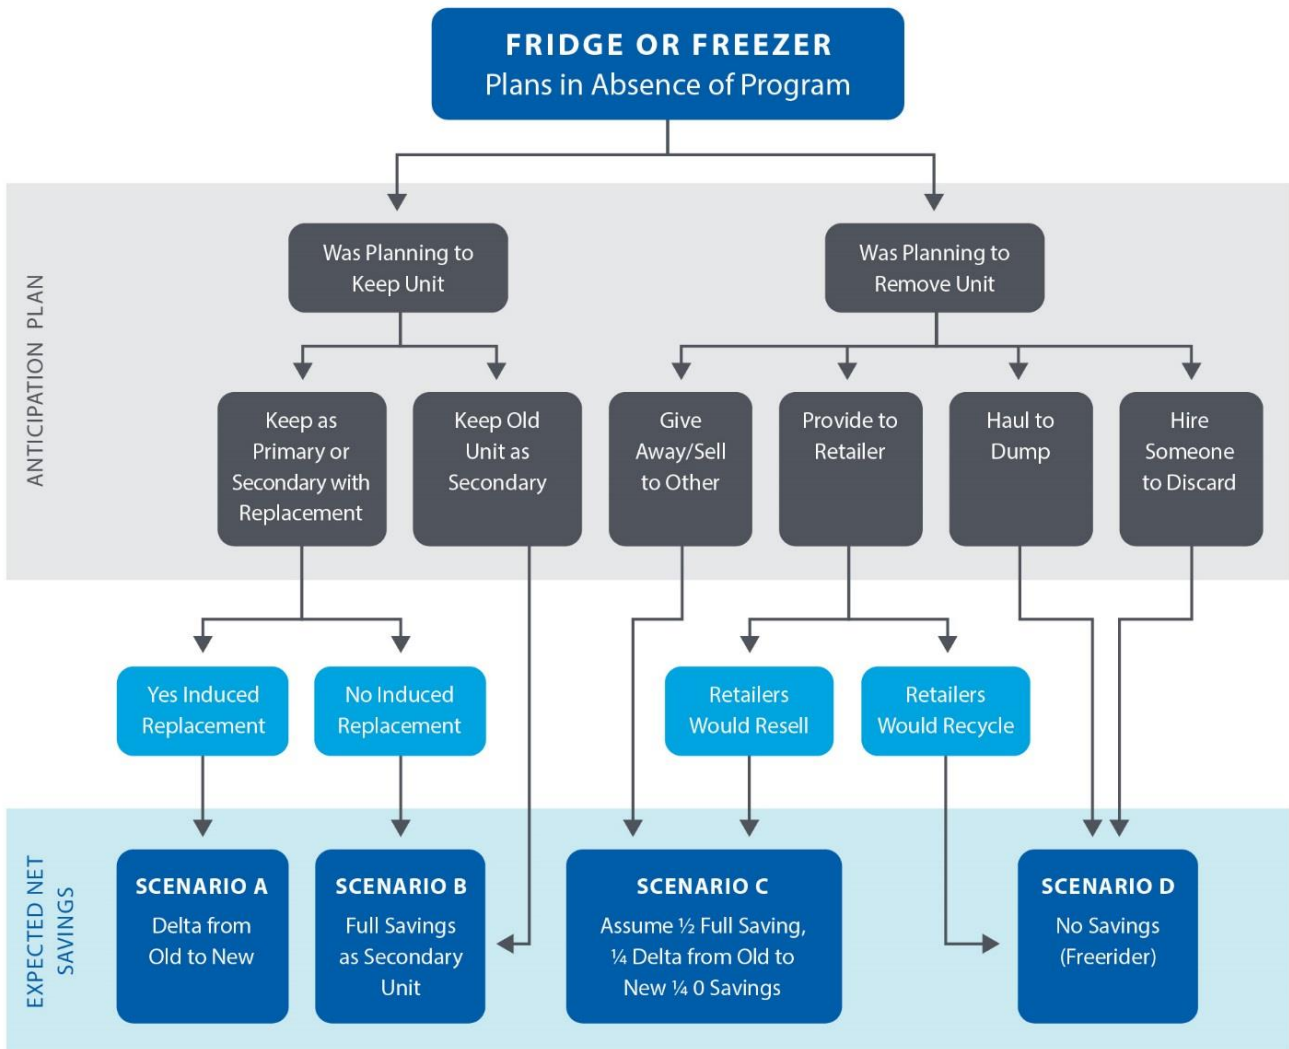 FRIDGE OR FREEZER
Plans in Absence of Program
ANTICIPATION PLAN
Was Planning to
Keep Unit
Was Planning to
Remove Unit
Keep as
Primary or
Secondary with
Replacement
Keep Old
Unit as
Secondary
Give
Away/Sell
to Other
Provide to
Retailer
Haul to
Dump
Hire
Someone
to Discard
Yes Induced
Replacement
No Induced
Replacement
Retailers
Would Resell
Retailers
Would Recycle
EXPECTED NET
SAVINGS
SCENARIO A
Delta from
Old to New
SCENARIO B
Full Savings
as Secondary
Unit
SCENARIO C
Assume ½ Full Saving,
¼ Delta from Old to
New ¼ 0 Savings
SCENARIO D
No Savings
(Freerider)